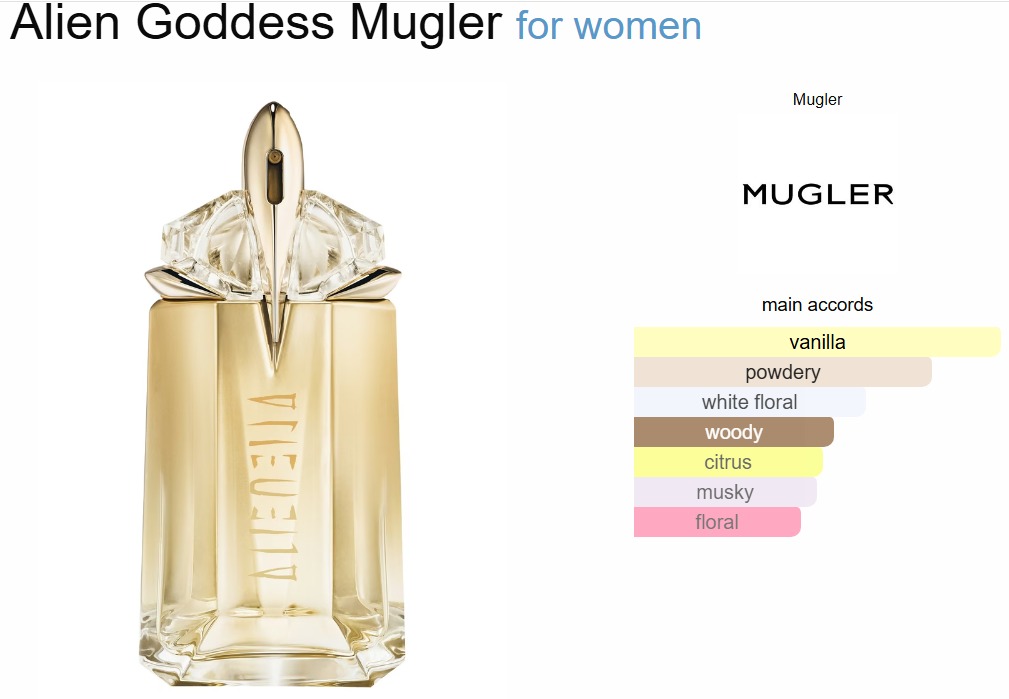 Alien Goddess Mugler for women
Mugler
MUGLER
main accords
vanilla
powdery
white floral
woody
citrus
musky
floral